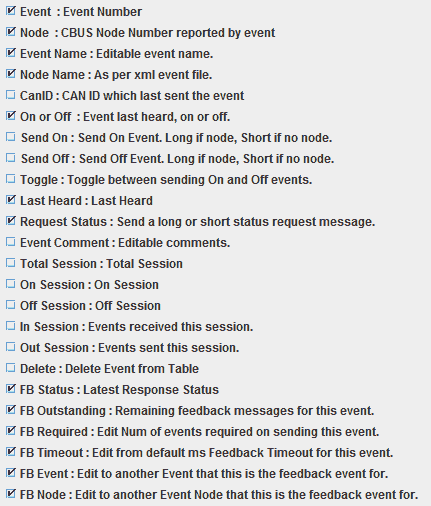 Event : Event Number
Node : CBUS Node Number reported by event
Event Name : Editable event name.
Node Name : As per xml event file.
CanID : CAN ID which last sent the event
On or Off : Event last heard, on or off.
Send On : Send On Event. Long if node, Short if no node.
Send Off : Send Off Event. Long if node, Short if no node.
Toggle : Toggle between sending On and Off events.
Last Heard : Last Heard
Request Status : Send a long or short status request message.
Event Comment : Editable comments.
Total Session : Total Session
On Session : On Session
Off Session : Off Session
In Session : Events received this session.
Out Session : Events sent this session.
Delete : Delete Event from Table
FB Status : Latest Response Status
FB Outstanding : Remaining feedback messages for this event.
FB Required : Edit Num of events required on sending this event.
FB Timeout : Edit from default ms Feedback Timeout for this event.
FB Event : Edit to another Event that this is the feedback event for.
FB Node : Edit to another Event Node that this is the feedback event for.